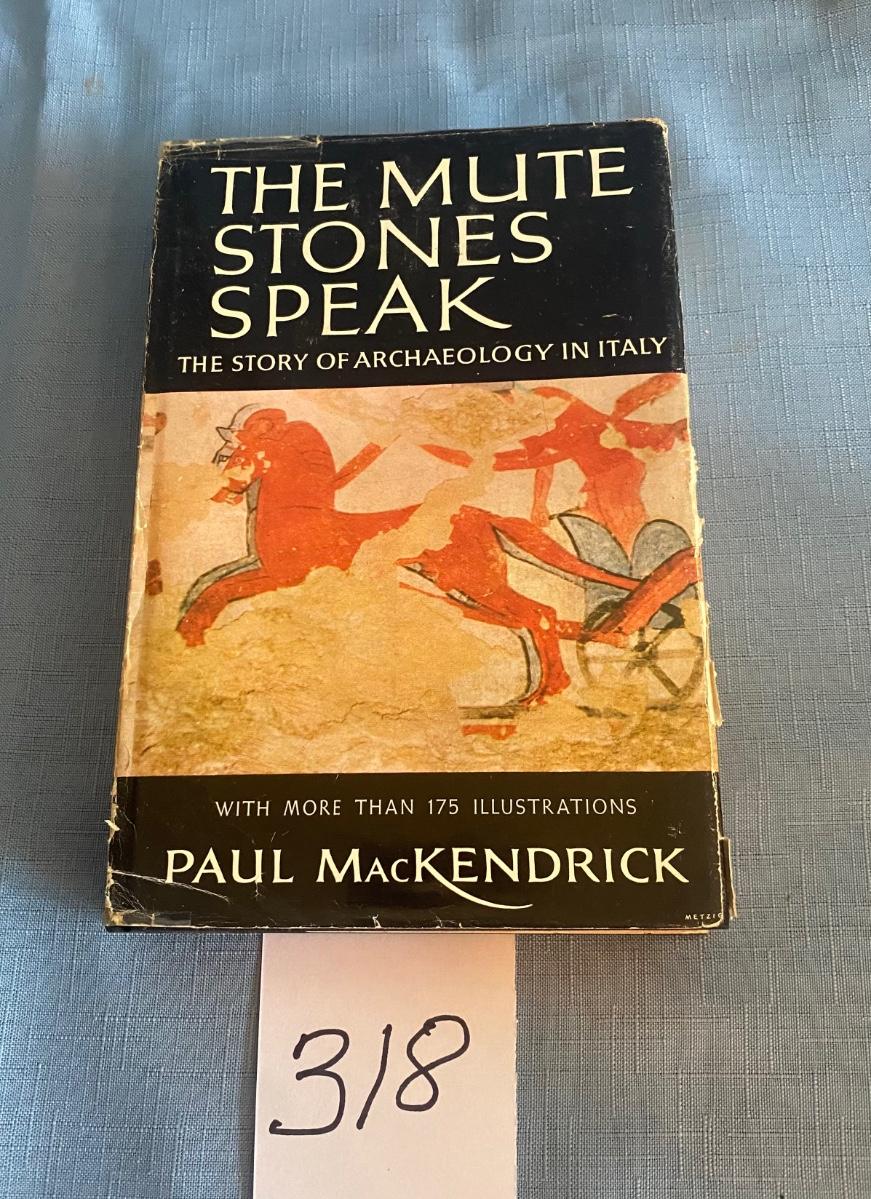 THE MUTE
STONES
SPEAK
THE STORY OF ARCHAEOLOGY IN ITALY
WITH MORE THAN 175 ILLUSTRATIONS
PAUL MACKENDRICK
METZIG
318